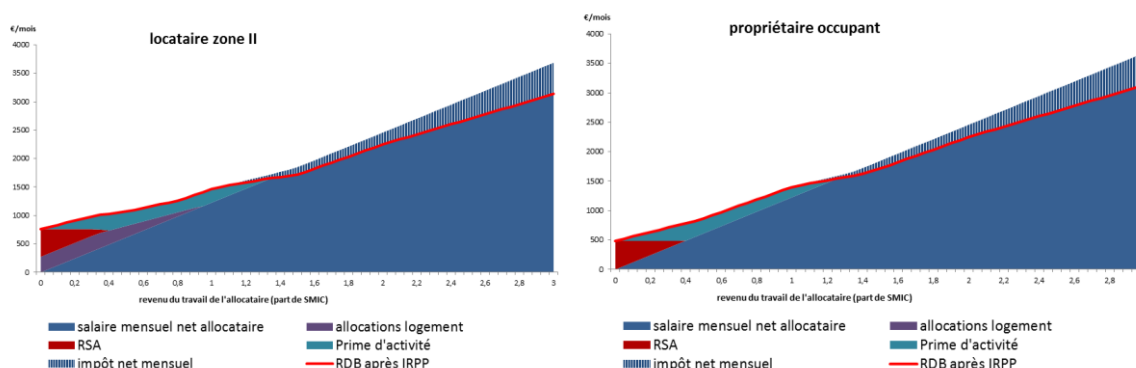 €/mois
locataire zone II
4000
3500
3000
2500
2000
1500
1000
500
0
0 0,2 0,4 0,6 0,8 1 1,2 1,4 1,6 1,8 2 2,2 2,4 2,6 2,8 3
revenu du travail de l'allocataire (part de SMIC)
salaire mensuel net allocataire allocations logement
RSA Prime d'activité
impôt net mensuel RDB après IRPP
€/mois
propriétaire occupant
4000
3500
3000
2500
2000
1500
1000
500
0
0 0,2 0,4 0,6 0,8 1 1,2 1,4 1,6 1,8 2 2,2 2,4 2,6 2,8
revenu du travail de l'allocataire (part de SMIC)
salaire mensuel net allocataire allocations logement
RSA Prime d'activité
impôt net mensuel RDB après IRPP